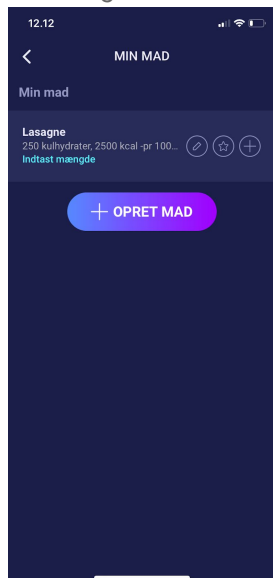 12.12
MIN MAD
Min mad
Lasagne
250 kulhydrater, 2500 kcal -pr 100...
Indtast mængde
OPRET MAD